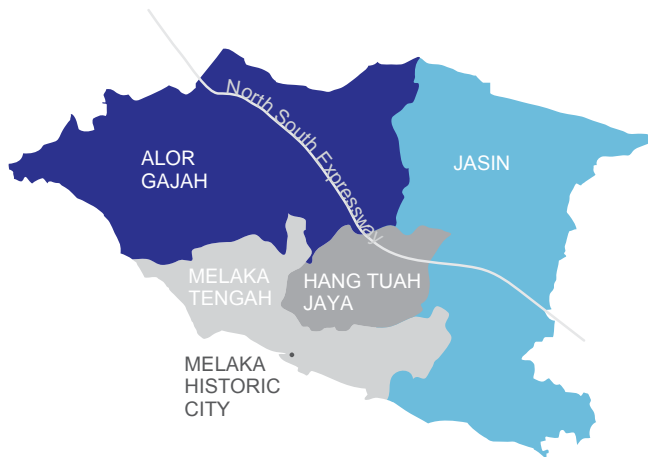 North South Expressway
ALOR
GAJAH
JASIN
MELAKA
TENGAH
HANG TUAH
JAYA
MELAKA
HISTORIC
CITY